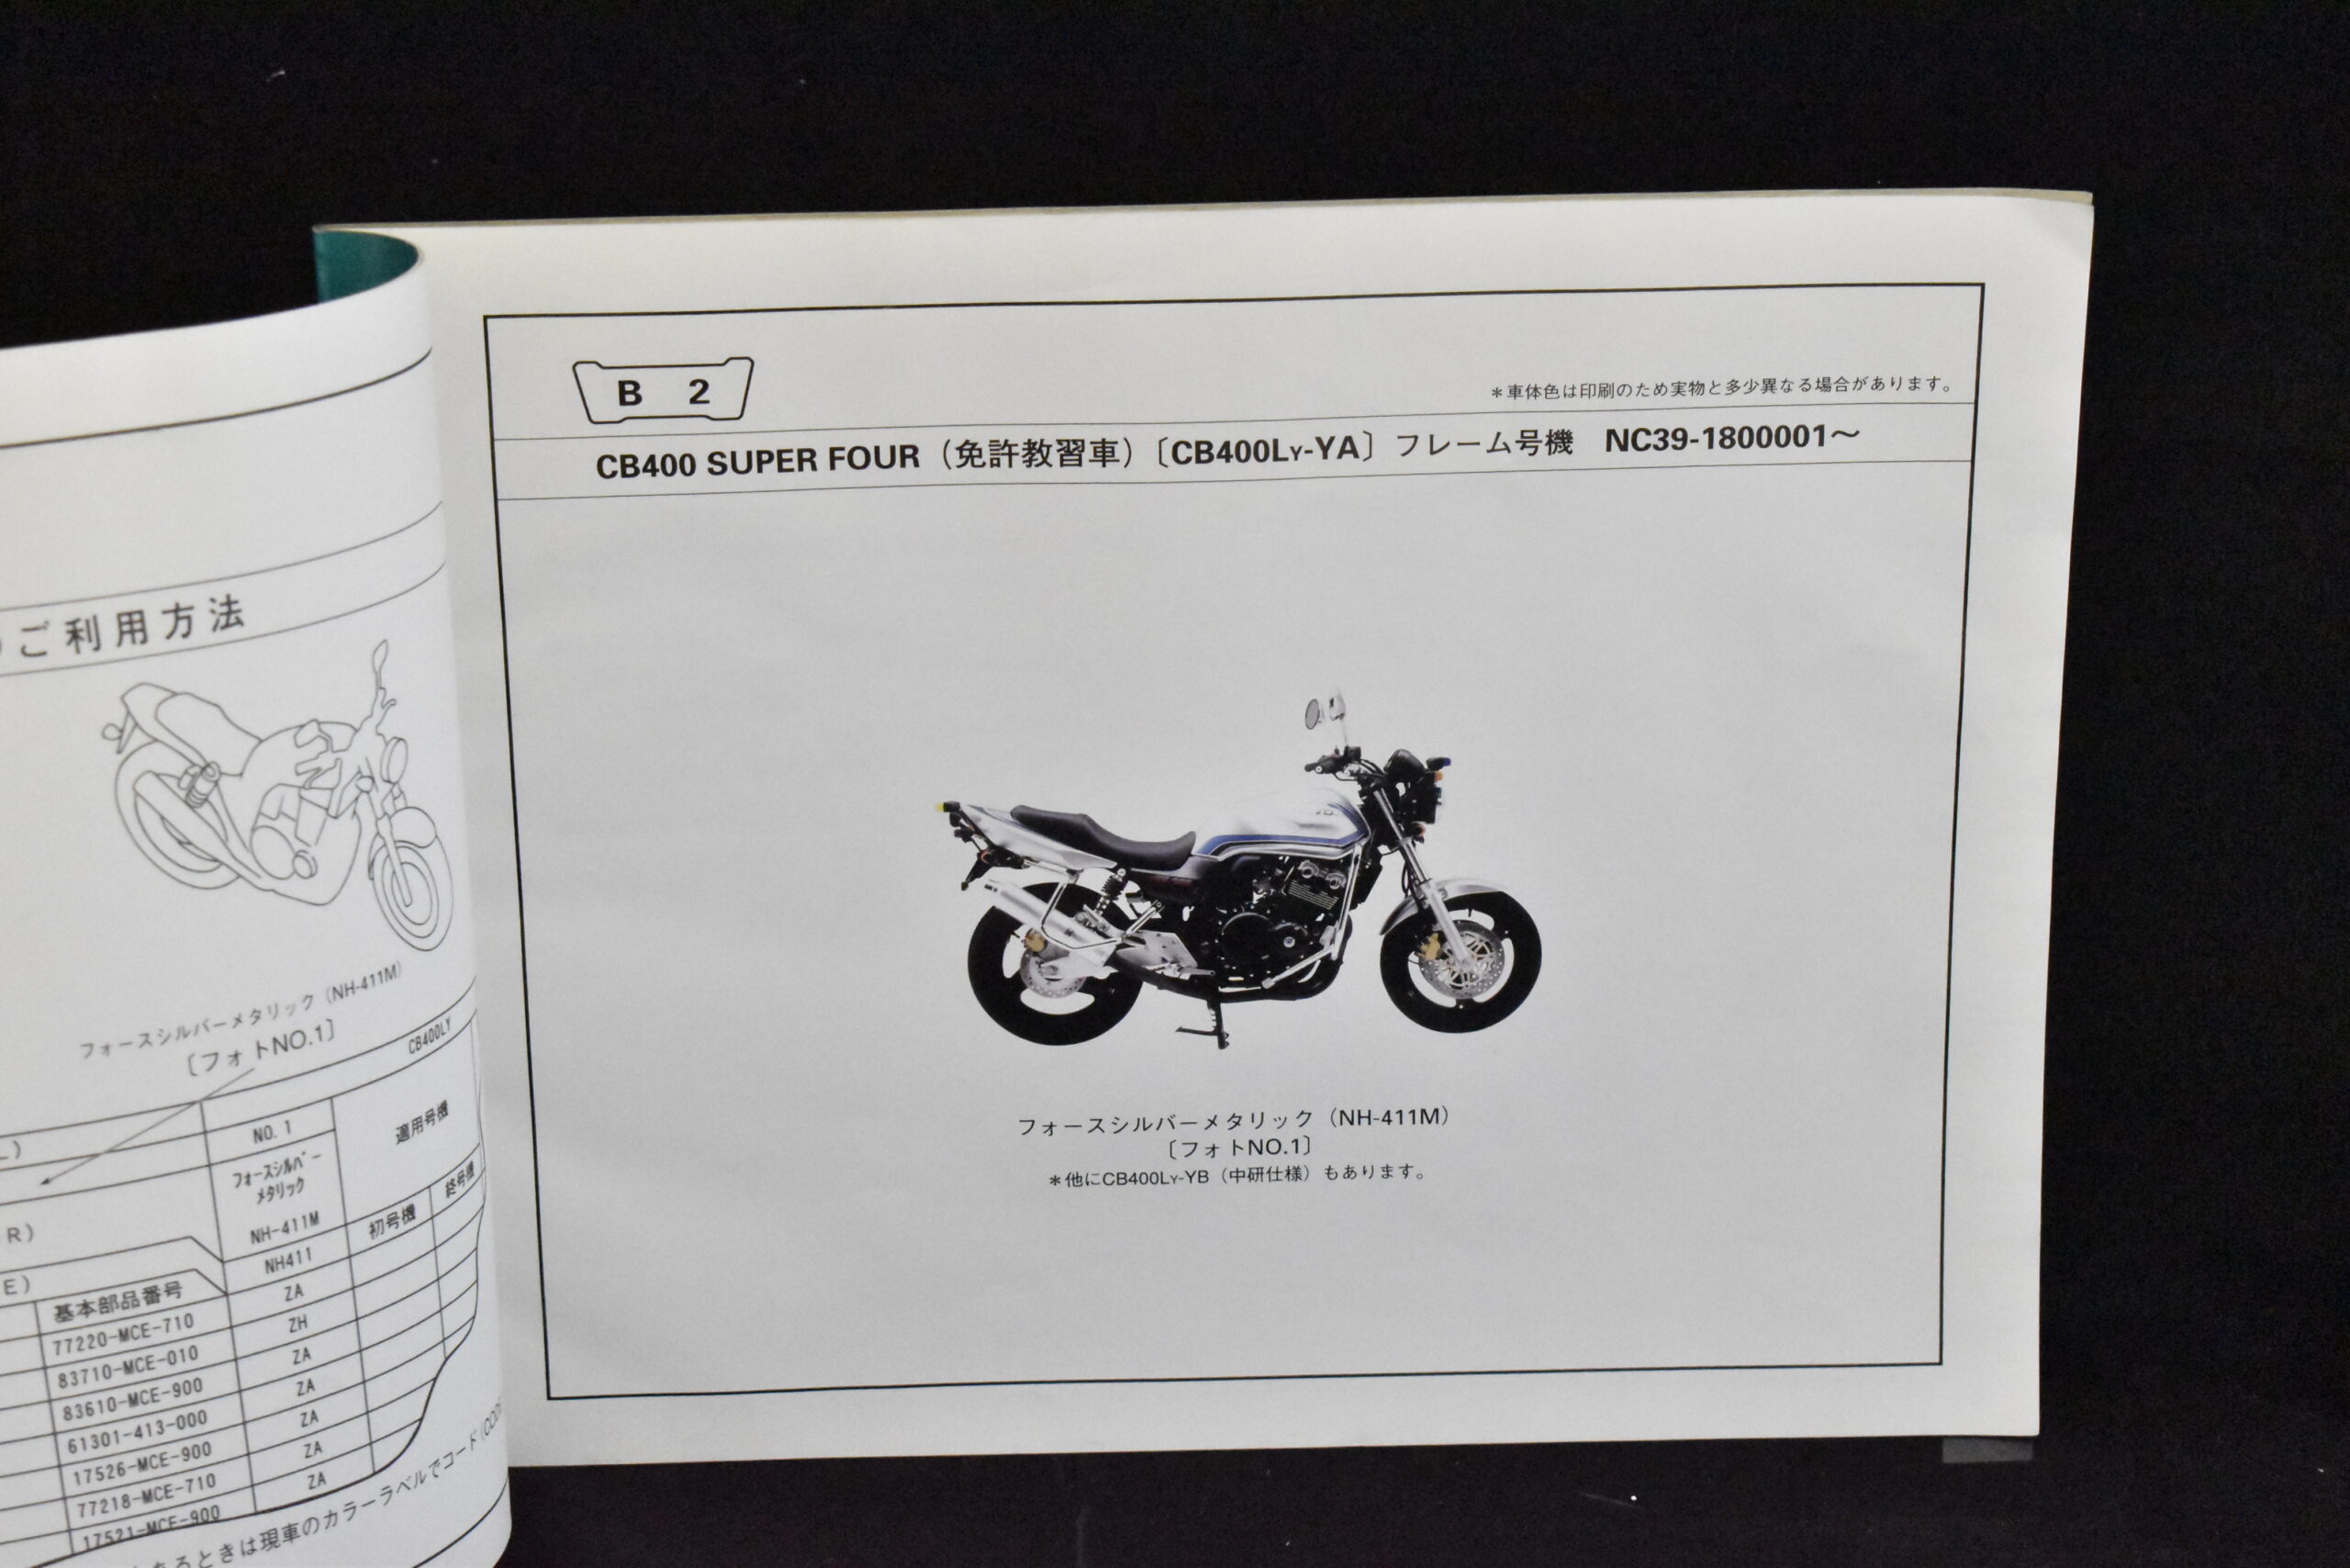 ご利用方法
フォースシルバーメタリック（NH-411M）
〔フォトNO.1〕
CB400LY
NO. 1
適用号機
フォースシルバー
メタリック
NH-411M
初号機
終号機
R）
NH411
E）
基本部品番号
ZA
77220-MCE-710
ZH
83710-MCE-010
ZA
83610-MCE-900
ZA
61301-413-000
ZA
17526-MCE-900
ZA
77218-MCE-710
ZA
17521-MCE-900
あるときは現車のカラーラベルでコード
B 2
＊車体色は印刷のため実物と多少異なる場合があります。
CB400 SUPER FOUR（免許教習車）〔CB400LY-YA〕フレーム号機 NC39-1800001～
フォースシルバーメタリック（NH-411M）
〔フォトNO.1〕
＊他にCB400LY-YB（中研仕様）もあります。